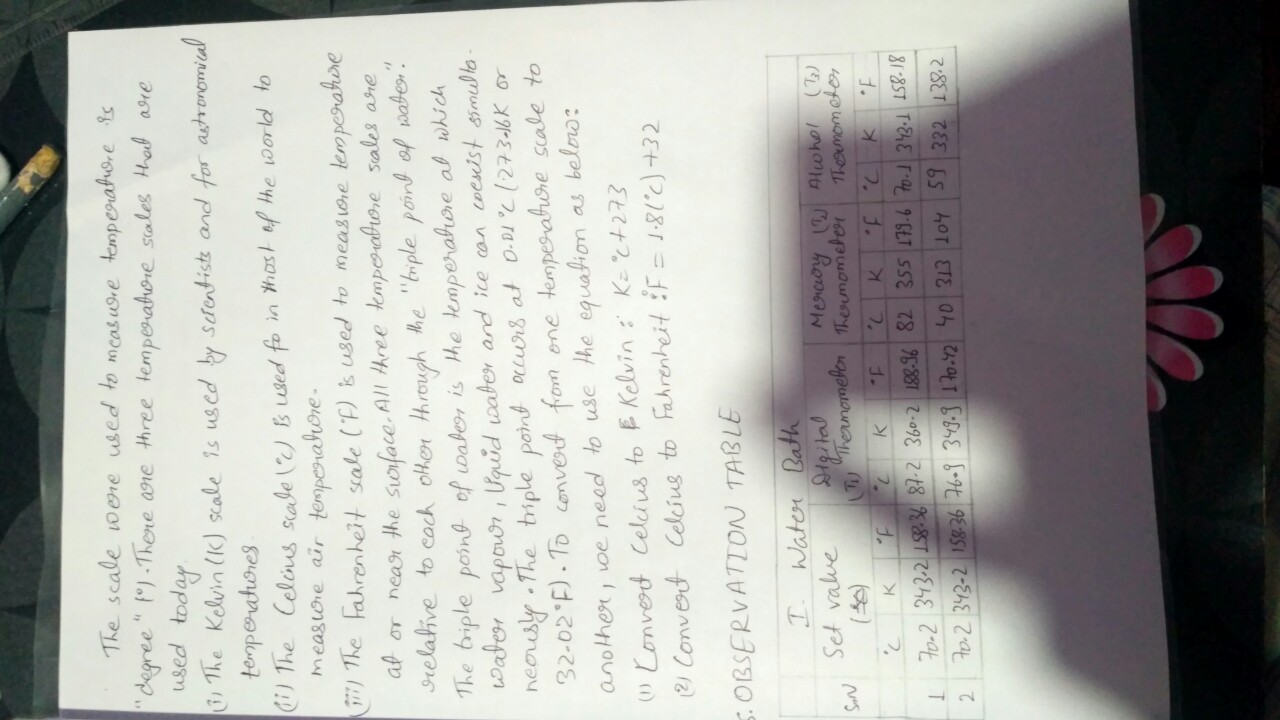 The scale were used to measure temperature is
"degree" (°). There are three temperature scales that are
used today.
(i) The Kelvin (K) scale is used by scientists and for astronomical
temperatures.
(ii) The Celcius scale (°C) is used fo in most of the world to
measure air temperature.
(iii) The Fahrenheit scale (°F) is used to measure temperature
at or near the surface. All three temperature scales are
relative to each other through the "triple point of water".
The triple point of water is the temperature at which
water vapour, liquid water and ice can coexist simulta-
neously. The triple point occurs at 0.01 °C (273.16K or
32.02°F). To convert from one temperature scale to
another, we need to use the equation as below:
(1) Convert Celcius to Kelvin : K = °C + 273
(2) Convert Celcius to Fahrenheit : °F = 1.8(°C) + 32
5. OBSERVATION TABLE
I. Water Bath
SrN Set value Digital (T1) Thermometer Mercury (T2) Thermometer Alcohol (T3) Thermometer
°C K °F °C K °F °C K °F °C K °F
1 70.2 343.2 158.36 87.2 360.2 188.96 82 355 179.6 70.1 343.1 158.18
2 70.2 343.2 158.36 76.9 349.9 170.42 40 313 104 59 332 138.2